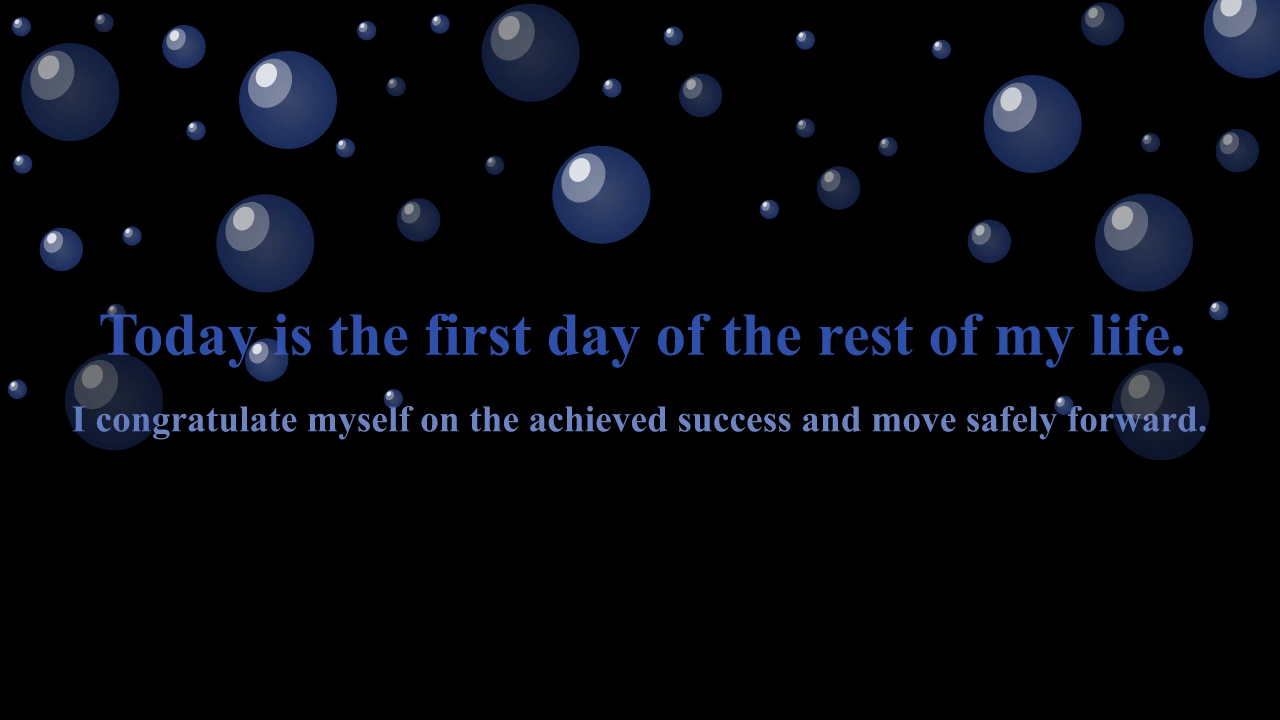 Today is the first day of the rest of my life.
I congratulate myself on the achieved success and move safely forward.